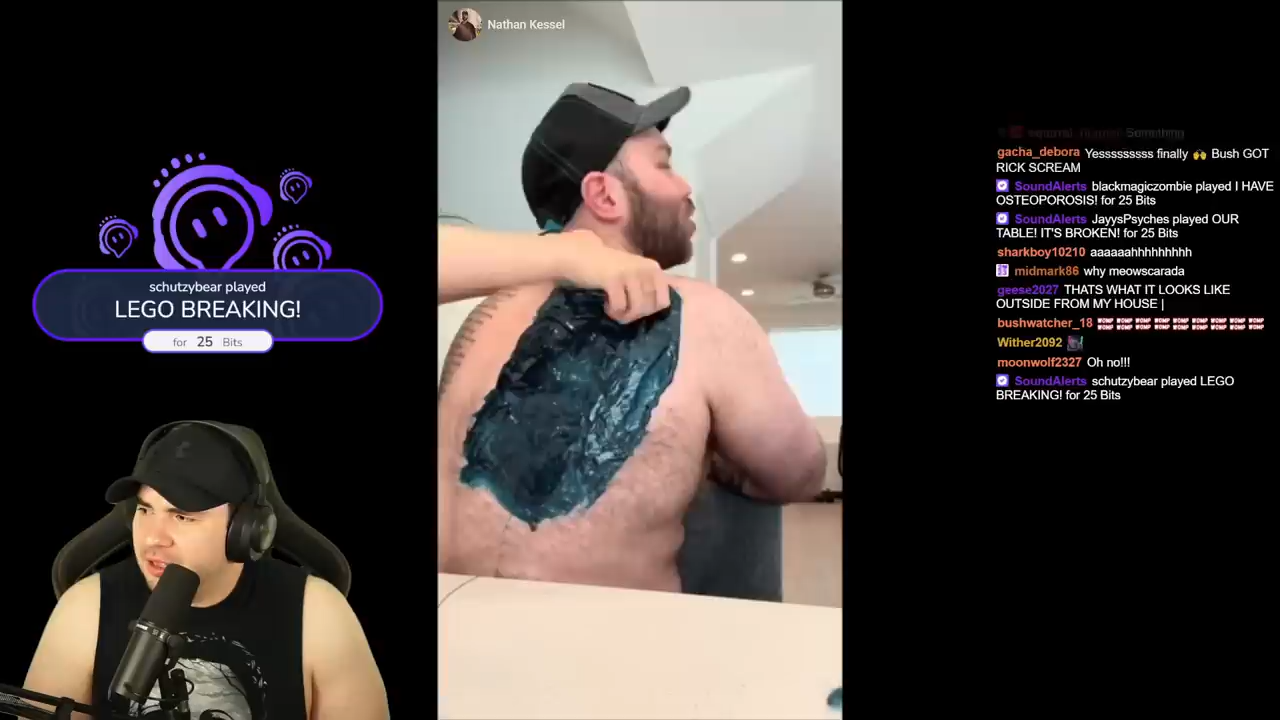 Nathan Kessel
schutzybear played
LEGO BREAKING!
for 25 Bits
Something
gacha_debora Yesssssssss finally 🙌 Bush GOT
RICK SCREAM
SoundAlerts blackmagiczombie played I HAVE
OSTEOPOROSIS! for 25 Bits
SoundAlerts JayysPsyches played OUR
TABLE! IT'S BROKEN! for 25 Bits
sharkboy10210 aaaaaahhhhhhhhh
midmark86 why meowscarada
geese2027 THATS WHAT IT LOOKS LIKE
OUTSIDE FROM MY HOUSE |
bushwatcher_18
Wither2092
moonwolf2327 Oh no!!!
SoundAlerts schutzybear played LEGO
BREAKING! for 25 Bits